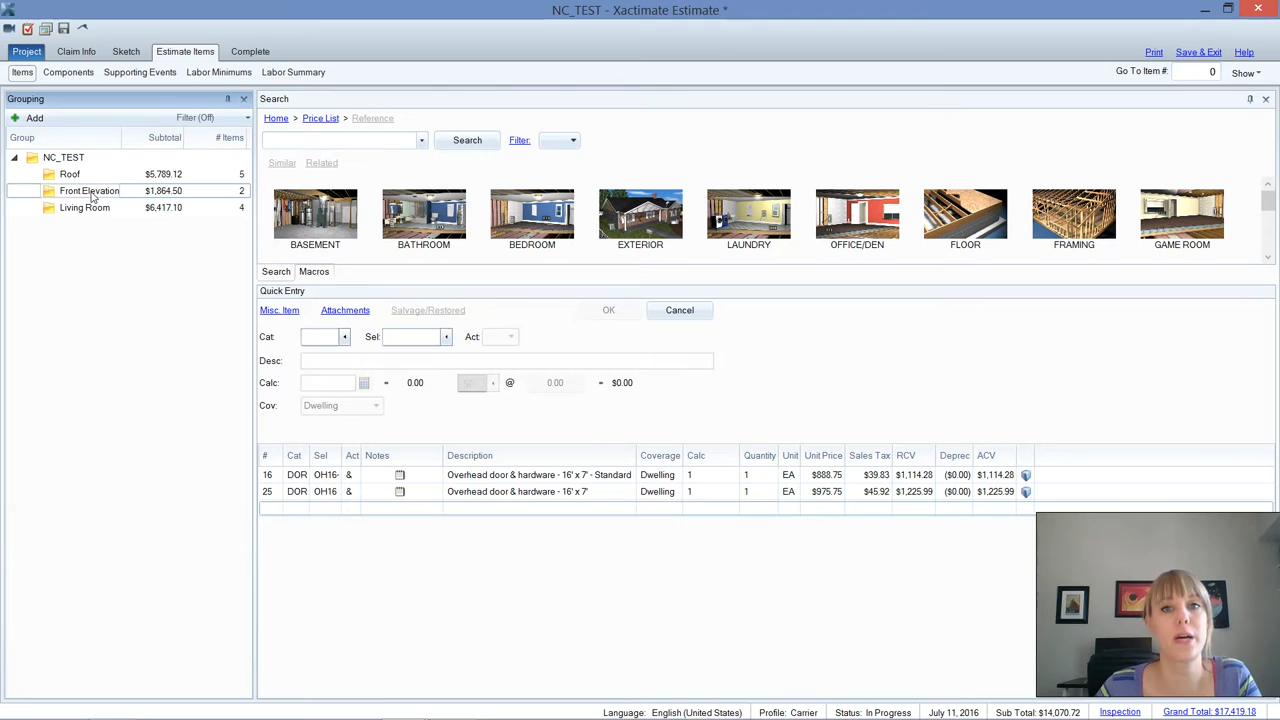 NC_TEST - Xactimate Estimate *
Project Claim Info Sketch Estimate Items Complete
Print Save & Exit Help
Items Components Supporting Events Labor Minimums Labor Summary
Go To Item #: 0 Show
Grouping
Add Filter (Off)
Group Subtotal # Items
NC_TEST
Roof $5,789.12 5
Front Elevation $1,864.50 2
Living Room $6,417.10 4
Search
Home > Price List > Reference
Search Filter:
Similar Related
BASEMENT BATHROOM BEDROOM EXTERIOR LAUNDRY OFFICE/DEN FLOOR FRAMING GAME ROOM
Search Macros
Quick Entry
Misc. Item Attachments Salvage/Restored OK Cancel
Cat: Sel: Act:
Desc:
Calc: = 0.00 @ 0.00 = $0.00
Cov: Dwelling
# Cat Sel Act Notes Description Coverage Calc Quantity Unit Unit Price Sales Tax RCV Deprec ACV
16 DOR OH16- & Overhead door & hardware - 16' x 7' - Standard Dwelling 1 1 EA $888.75 $39.83 $1,114.28 ($0.00) $1,114.28
25 DOR OH16 & Overhead door & hardware - 16' x 7' Dwelling 1 1 EA $975.75 $45.92 $1,225.99 ($0.00) $1,225.99
Language: English (United States) Profile: Carrier Status: In Progress July 11, 2016 Sub Total: $14,070.72 Inspection Grand Total: $17,419.18